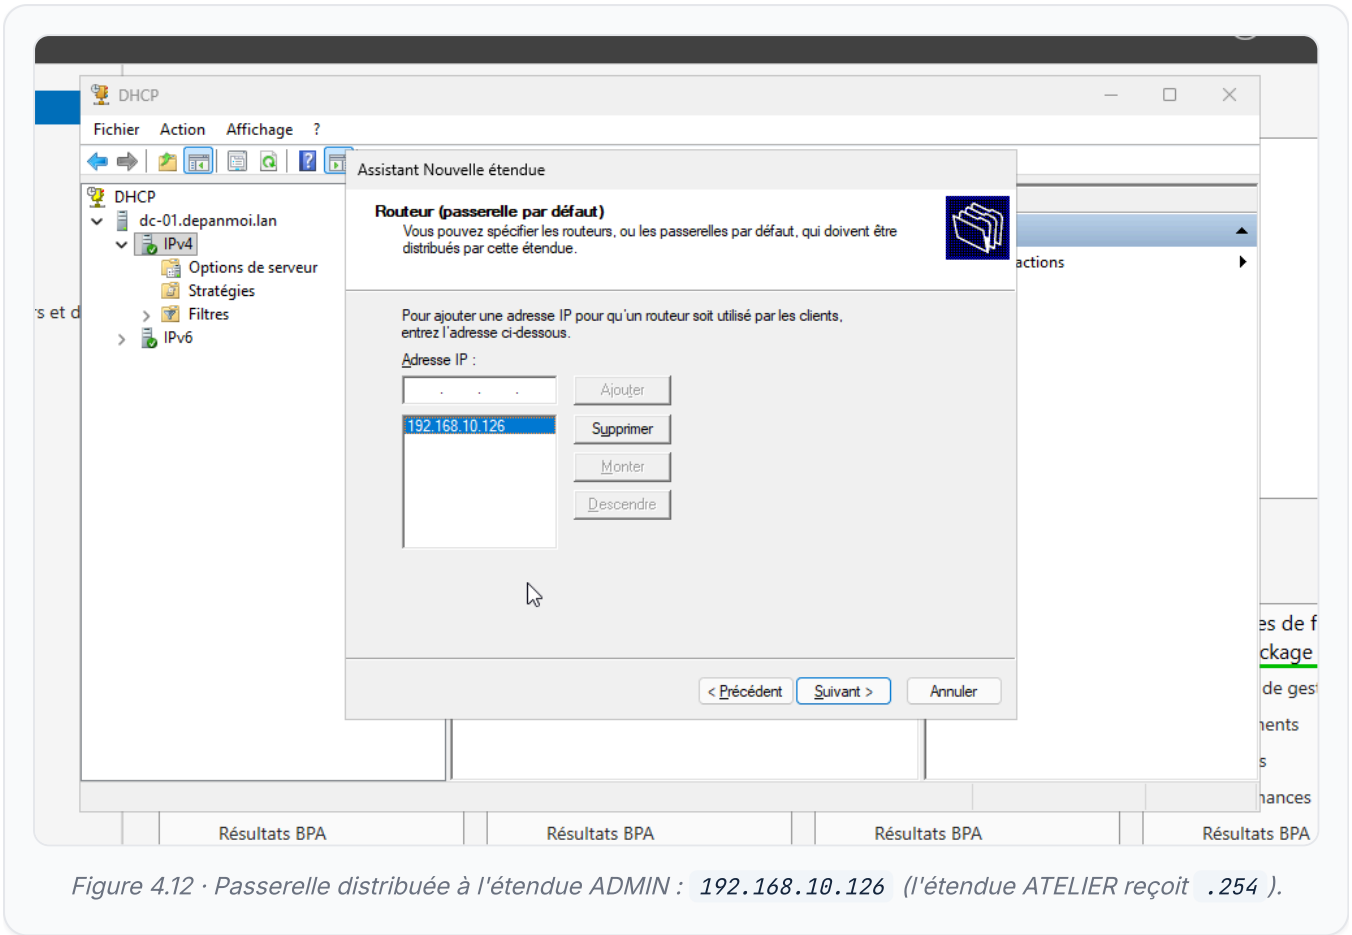 DHCP
Fichier Action Affichage ?
DHCP
dc-01.depanmoi.lan
IPv4
Options de serveur
Stratégies
Filtres
IPv6
rs et d
Assistant Nouvelle étendue
Routeur (passerelle par défaut)
Vous pouvez spécifier les routeurs, ou les passerelles par défaut, qui doivent être
distribués par cette étendue.
Pour ajouter une adresse IP pour qu'un routeur soit utilisé par les clients,
entrez l'adresse ci-dessous.
Adresse IP :
. . .
Ajouter
192.168.10.126
Supprimer
Monter
Descendre
< Précédent Suivant > Annuler
actions
es de f
ckage
de gest
nents
s
nances
Résultats BPA Résultats BPA Résultats BPA Résultats BPA
Figure 4.12 · Passerelle distribuée à l'étendue ADMIN : 192.168.10.126 (l'étendue ATELIER reçoit .254 ).